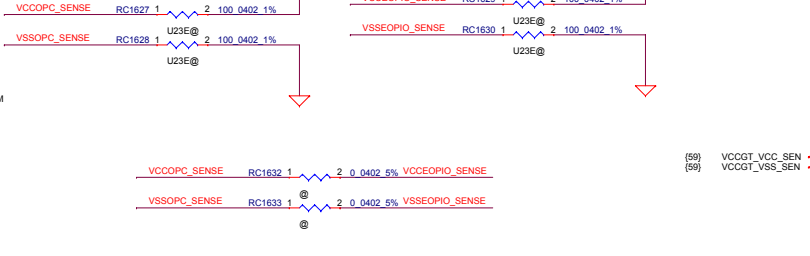 VCCOPC_SENSE RC1627 1 2 100_0402_1%
U23E@
VSSOPC_SENSE RC1628 1 2 100_0402_1%
U23E@
U23E@
VSSEOPIO_SENSE RC1630 1 2 100_0402_1%
U23E@
VCCOPC_SENSE RC1632 1 2 0_0402_5% VCCEOPIO_SENSE
@
VSSOPC_SENSE RC1633 1 2 0_0402_5% VSSEOPIO_SENSE
@
{59} VCCGT_VCC_SEN
{59} VCCGT_VSS_SEN